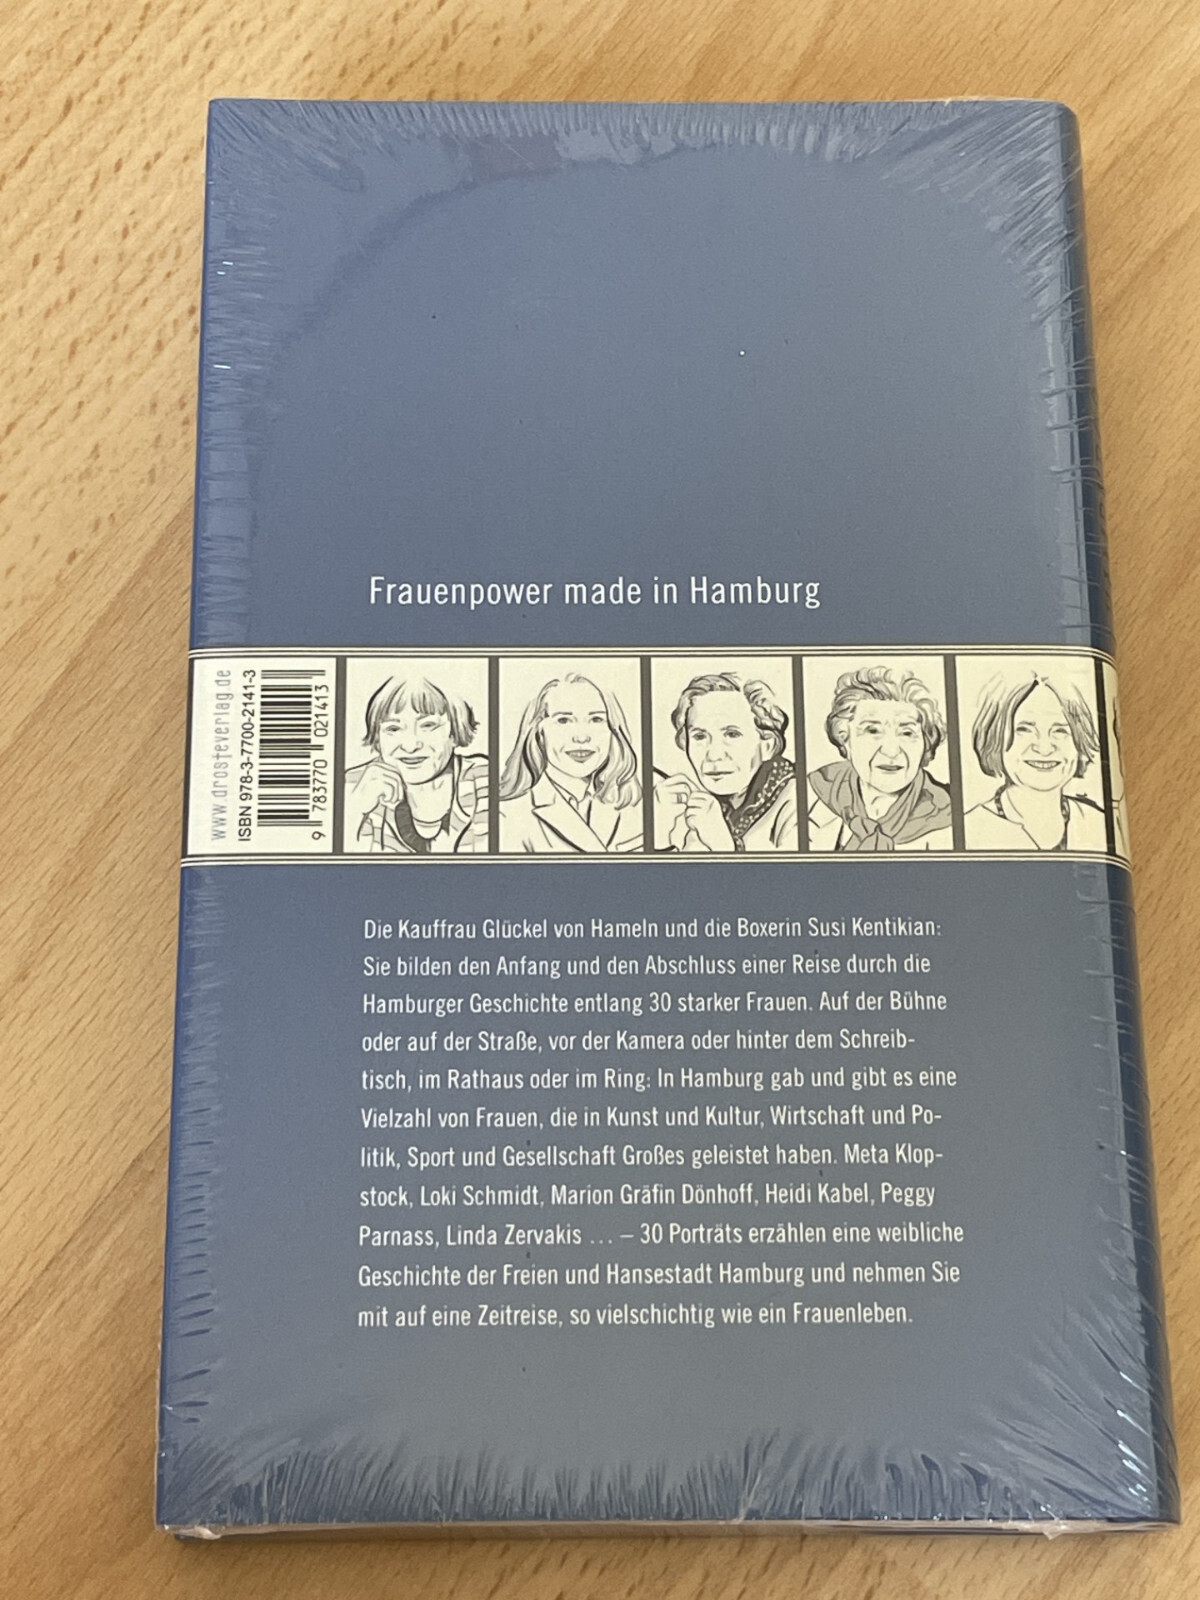 Frauenpower made in Hamburg
www.drosteverlag.de
ISBN 978-3-7700-2141-3
9 783770 021413
Die Kauffrau Glückel von Hameln und die Boxerin Susi Kentikian:
Sie bilden den Anfang und den Abschluss einer Reise durch die
Hamburger Geschichte entlang 30 starker Frauen. Auf der Bühne
oder auf der Straße, vor der Kamera oder hinter dem Schreib-
tisch, im Rathaus oder im Ring: In Hamburg gab und gibt es eine
Vielzahl von Frauen, die in Kunst und Kultur, Wirtschaft und Po-
litik, Sport und Gesellschaft Großes geleistet haben. Meta Klop-
stock, Loki Schmidt, Marion Gräfin Dönhoff, Heidi Kabel, Peggy
Parnass, Linda Zervakis ... – 30 Porträts erzählen eine weibliche
Geschichte der Freien und Hansestadt Hamburg und nehmen Sie
mit auf eine Zeitreise, so vielschichtig wie ein Frauenleben.